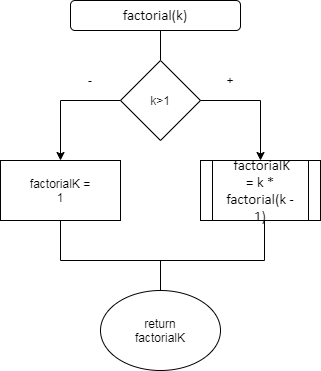 factorial(k)
-
+
k>1
factorialK =
1
factorialK
= k *
factorial(k -
1)
return
factorialK